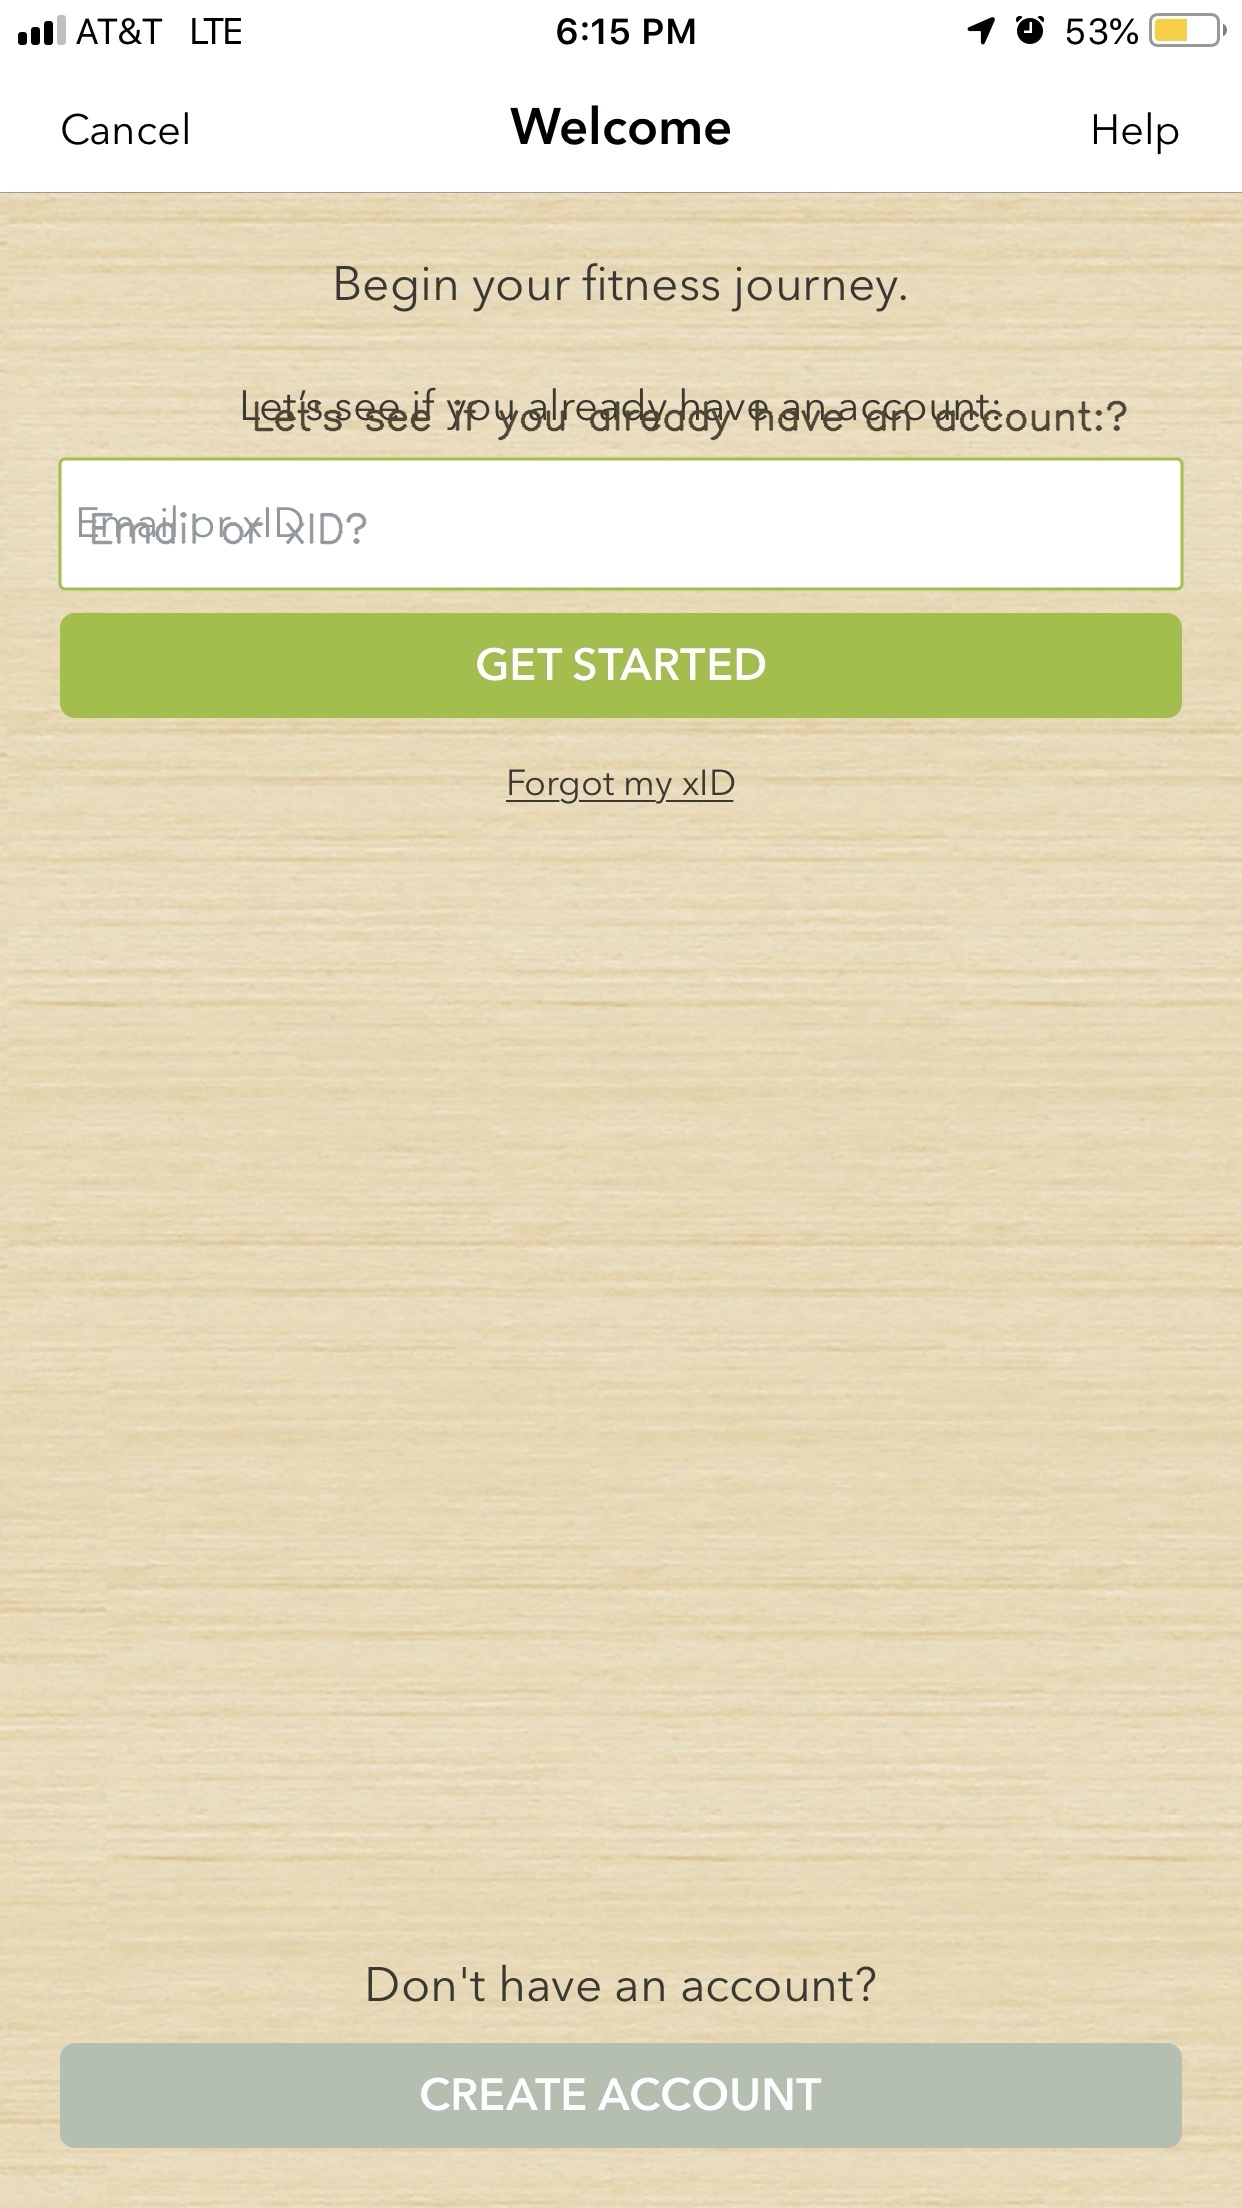 AT&T LTE 6:15 PM 53%
Cancel Welcome Help
Begin your fitness journey.
Let's see if you already have an account:
Let's see if you already have an account:?
Email or xID
Email or xID?
GET STARTED
Forgot my xID
Don't have an account?
CREATE ACCOUNT